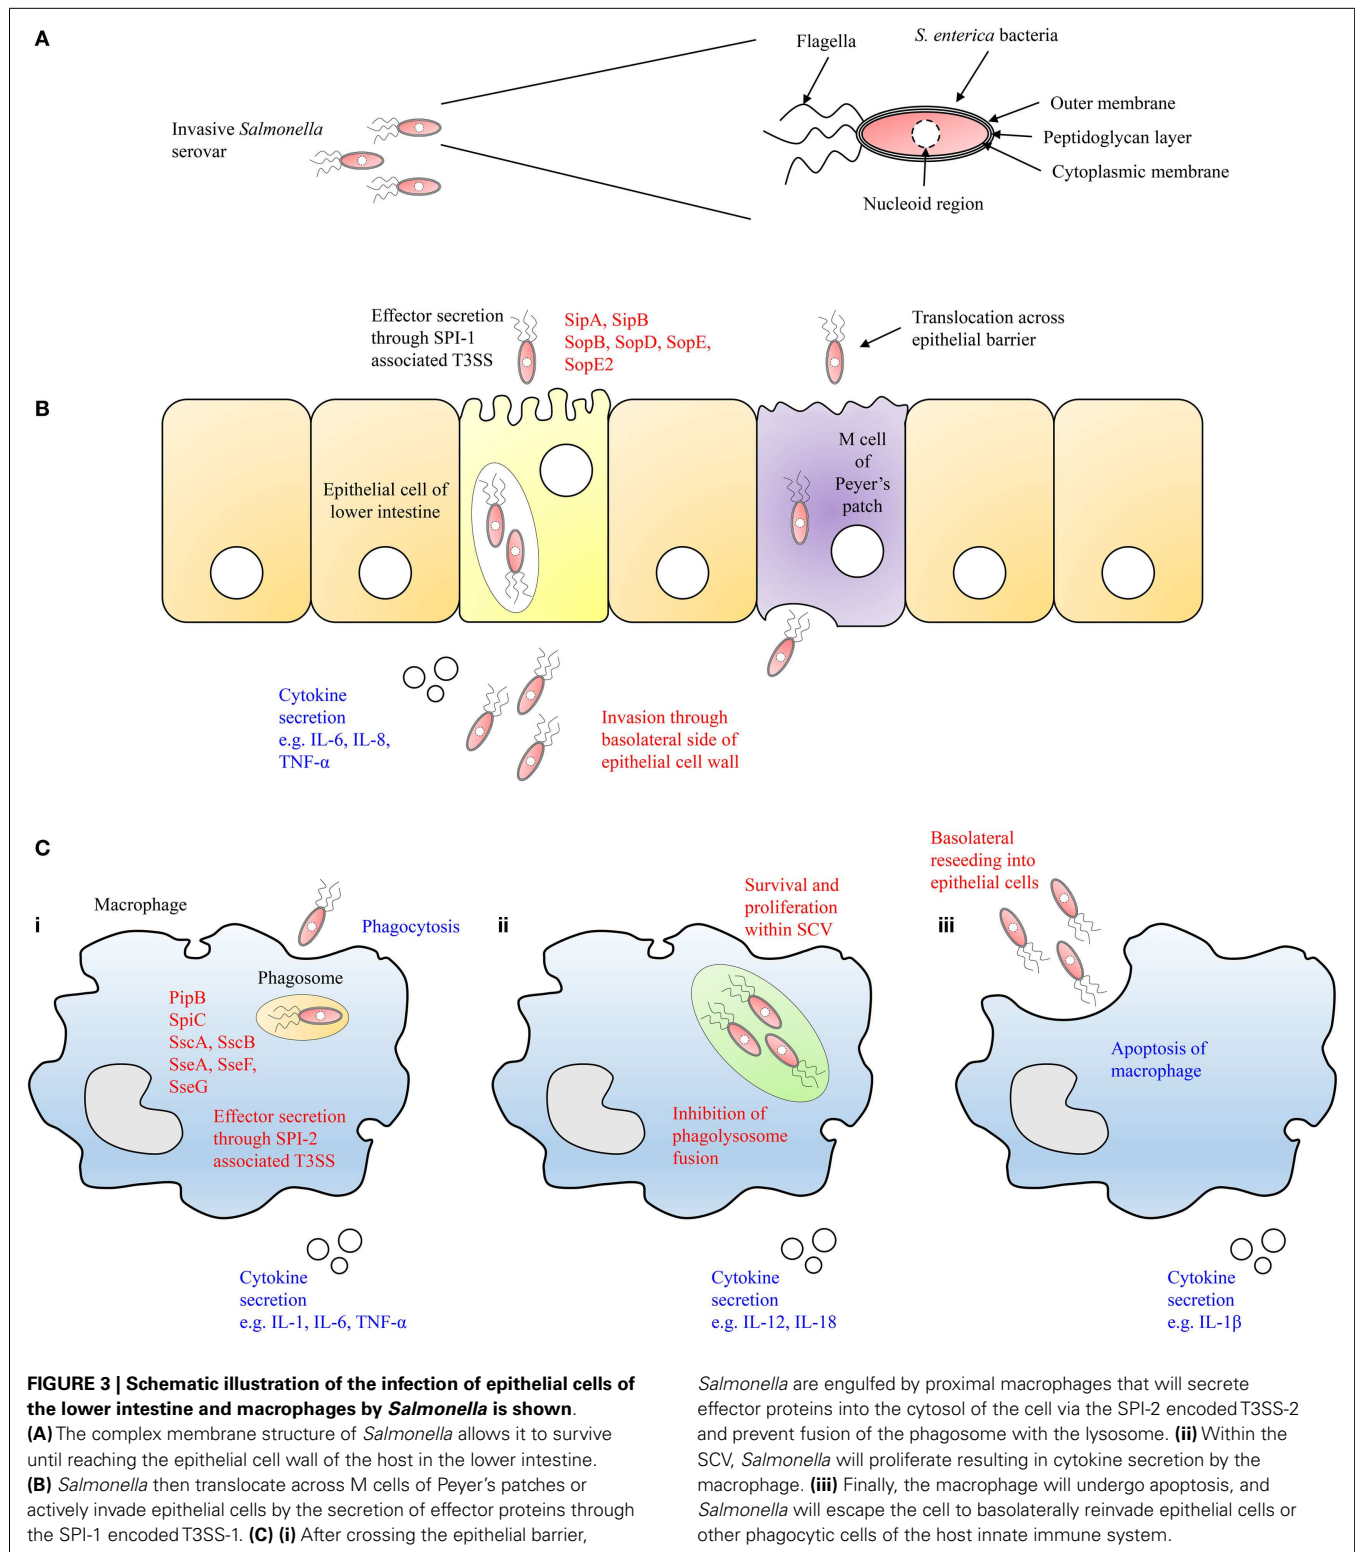 A
Invasive Salmonella
serovar
Flagella
S. enterica bacteria
Outer membrane
Peptidoglycan layer
Cytoplasmic membrane
Nucleoid region
B
Effector secretion
through SPI-1
associated T3SS
SipA, SipB
SopB, SopD, SopE,
SopE2
Translocation across
epithelial barrier
Epithelial cell of
lower intestine
M cell
of
Peyer's
patch
Cytokine
secretion
e.g. IL-6, IL-8,
TNF-α
Invasion through
basolateral side of
epithelial cell wall
C
i
Macrophage
Phagocytosis
Phagosome
PipB
SpiC
SscA, SscB
SseA, SseF,
SseG
Effector secretion
through SPI-2
associated T3SS
Cytokine
secretion
e.g. IL-1, IL-6, TNF-α
ii
Survival and
proliferation
within SCV
Inhibition of
phagolysosome
fusion
Cytokine
secretion
e.g. IL-12, IL-18
iii
Basolateral
reseeding into
epithelial cells
Apoptosis of
macrophage
Cytokine
secretion
e.g. IL-1β
FIGURE 3 | Schematic illustration of the infection of epithelial cells of
the lower intestine and macrophages by Salmonella is shown.
(A) The complex membrane structure of Salmonella allows it to survive
until reaching the epithelial cell wall of the host in the lower intestine.
(B) Salmonella then translocate across M cells of Peyer's patches or
actively invade epithelial cells by the secretion of effector proteins through
the SPI-1 encoded T3SS-1. (C) (i) After crossing the epithelial barrier,
Salmonella are engulfed by proximal macrophages that will secrete
effector proteins into the cytosol of the cell via the SPI-2 encoded T3SS-2
and prevent fusion of the phagosome with the lysosome. (ii) Within the
SCV, Salmonella will proliferate resulting in cytokine secretion by the
macrophage. (iii) Finally, the macrophage will undergo apoptosis, and
Salmonella will escape the cell to basolaterally reinvade epithelial cells or
other phagocytic cells of the host innate immune system.